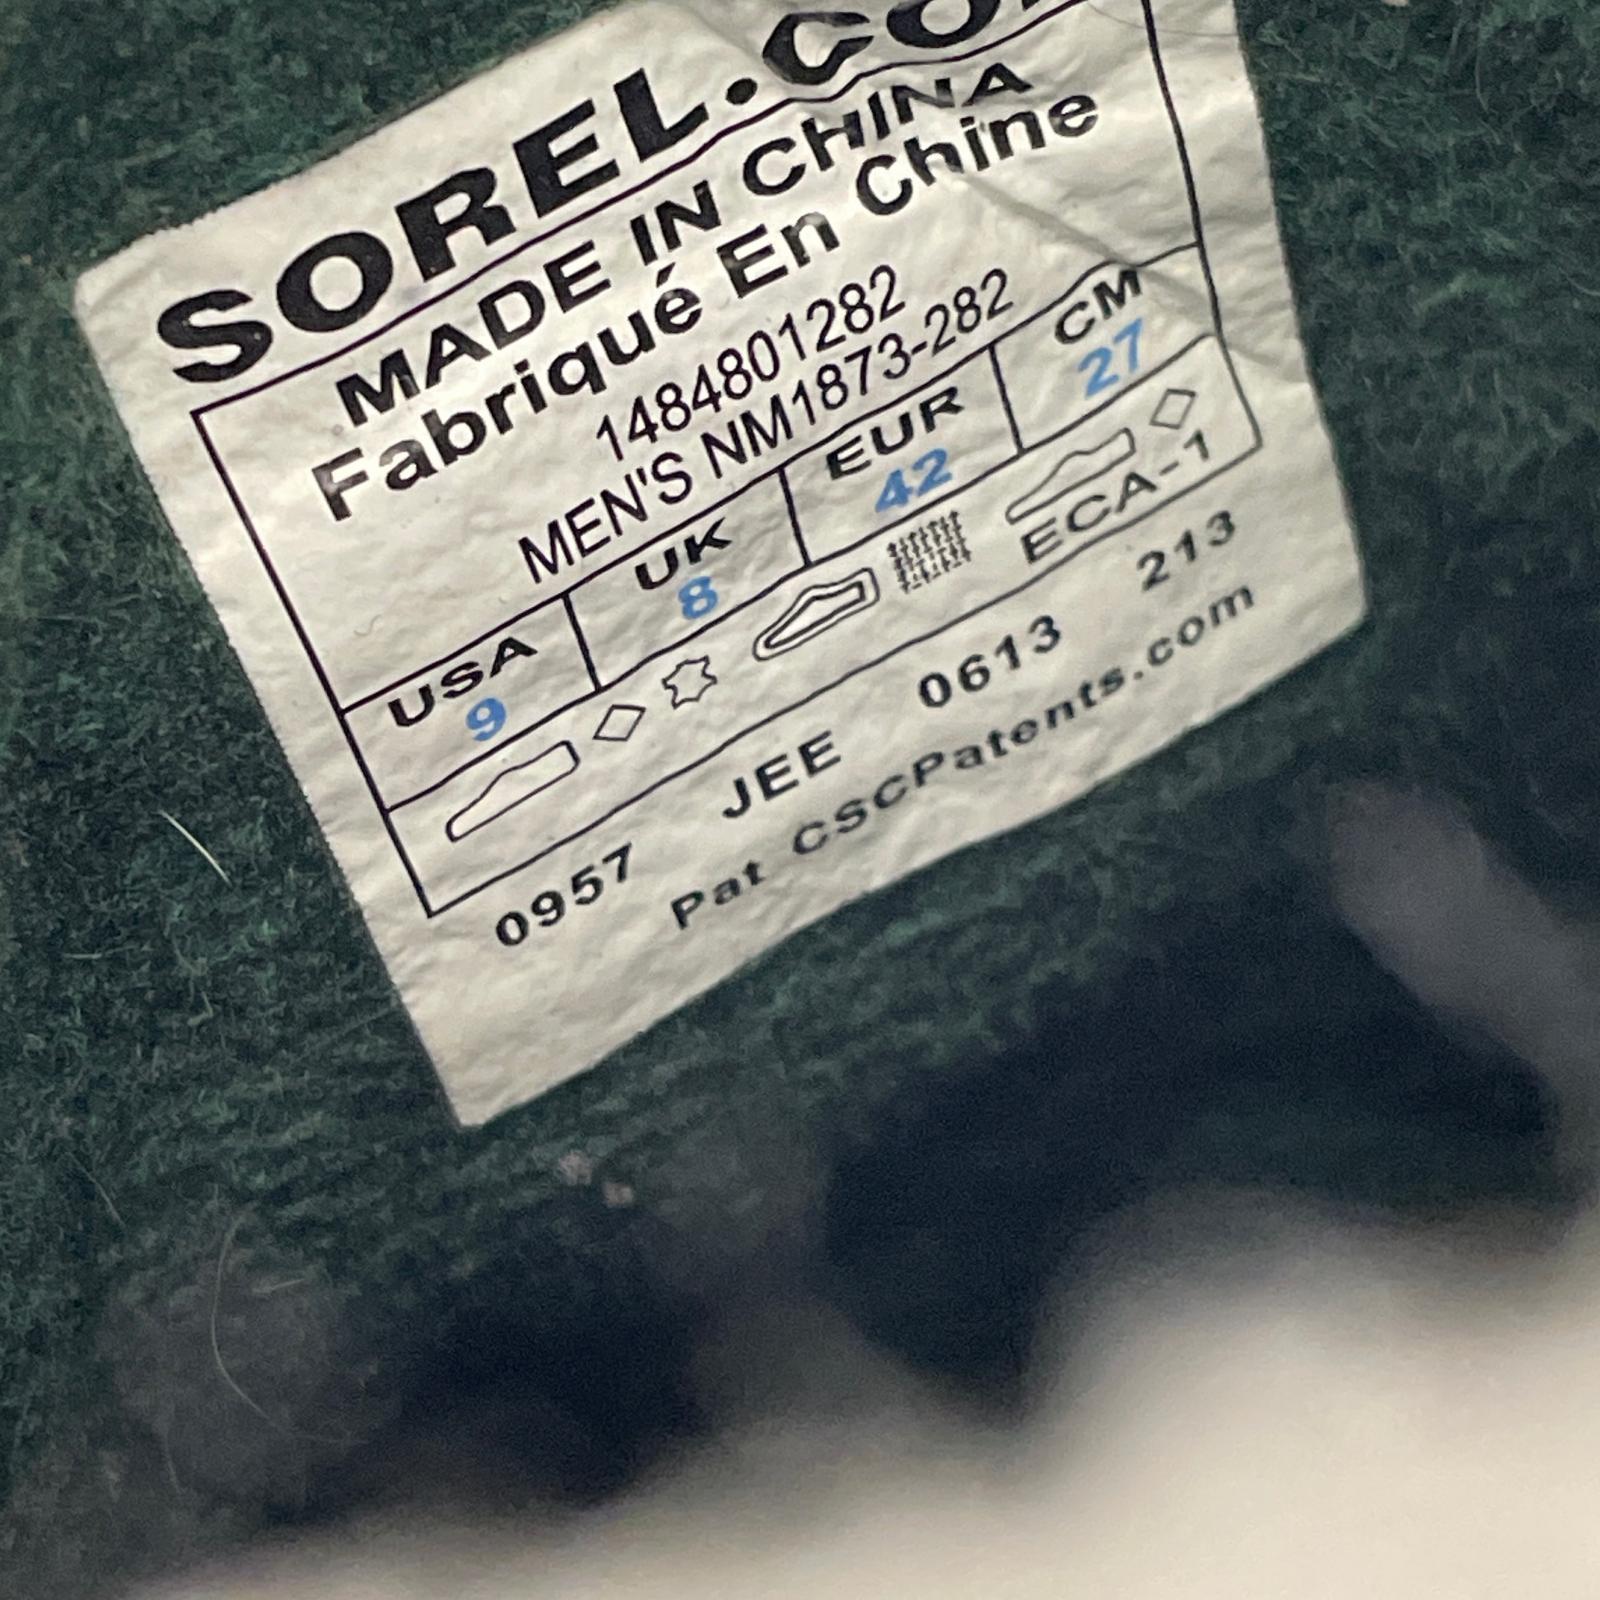 SOREL.CO
MADE IN CHINA
Fabriqué En Chine
1484801282
MEN'S NM1873-282
USA UK EUR CM
9 8 42 27
ECA-1
0957 JEE 0613 213
Pat CSCPatents.com